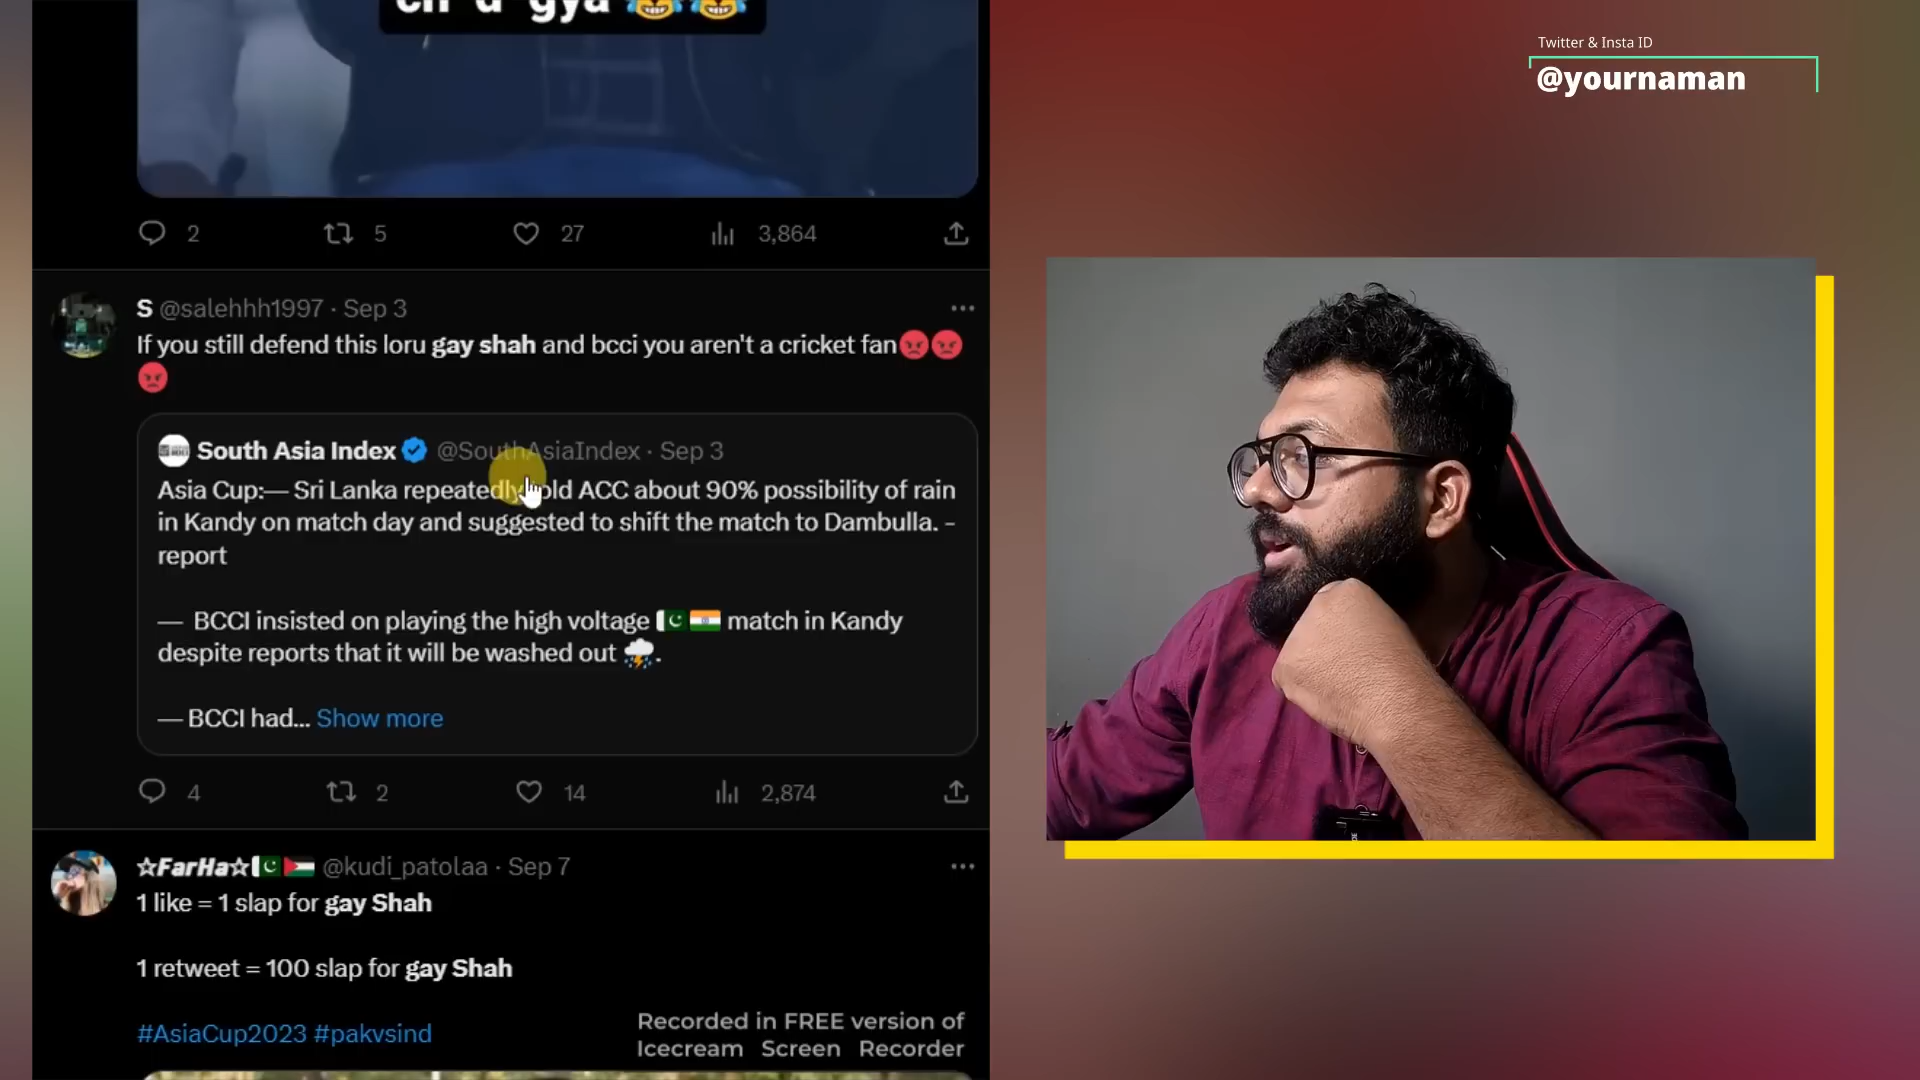 ch*d*gya 😂😂
Twitter & Insta ID
@yournaman
2
5
27
3,864
S @salehhh1997 · Sep 3
If you still defend this loru gay shah and bcci you aren't a cricket fan😡😡
😡
South Asia Index @SouthAsiaIndex · Sep 3
Asia Cup:— Sri Lanka repeatedly told ACC about 90% possibility of rain
in Kandy on match day and suggested to shift the match to Dambulla. -
report
— BCCI insisted on playing the high voltage 🇵🇰🇮🇳 match in Kandy
despite reports that it will be washed out ⛈️.
— BCCI had... Show more
4
2
14
2,874
☆FarHa☆🇵🇰🇵🇸 @kudi_patolaa · Sep 7
1 like = 1 slap for gay Shah
1 retweet = 100 slap for gay Shah
#AsiaCup2023 #pakvsind
Recorded in FREE version of
Icecream Screen Recorder